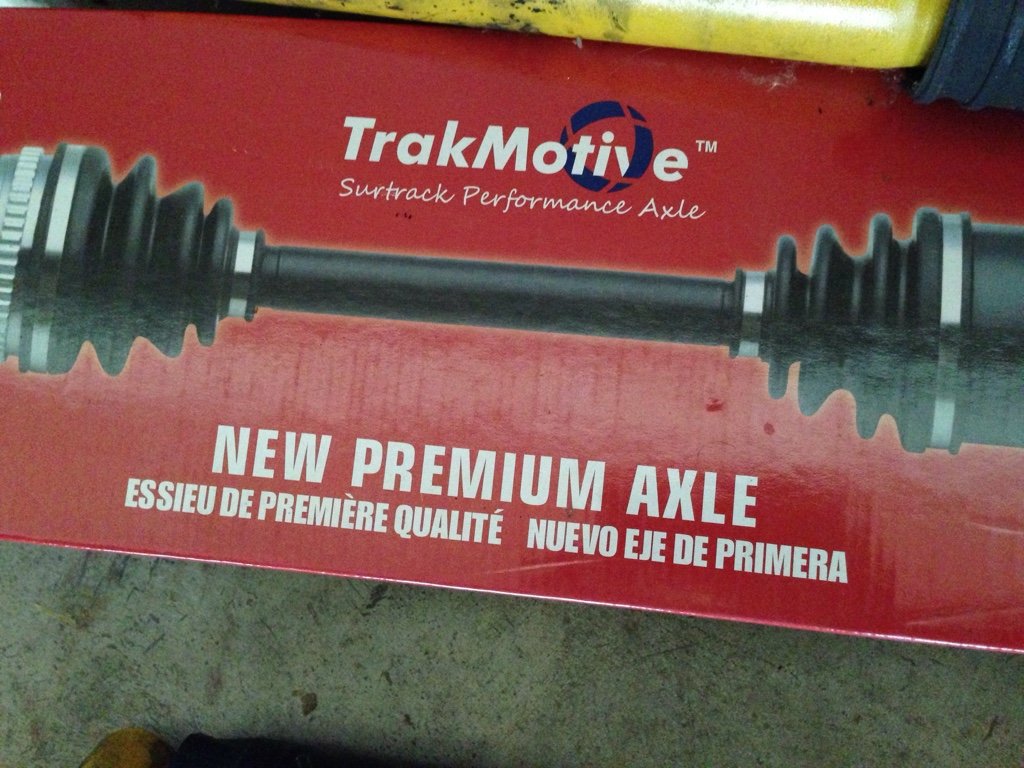 TrakMotive™
Surtrack Performance Axle
NEW PREMIUM AXLE
ESSIEU DE PREMIÈRE QUALITÉ NUEVO EJE DE PRIMERA